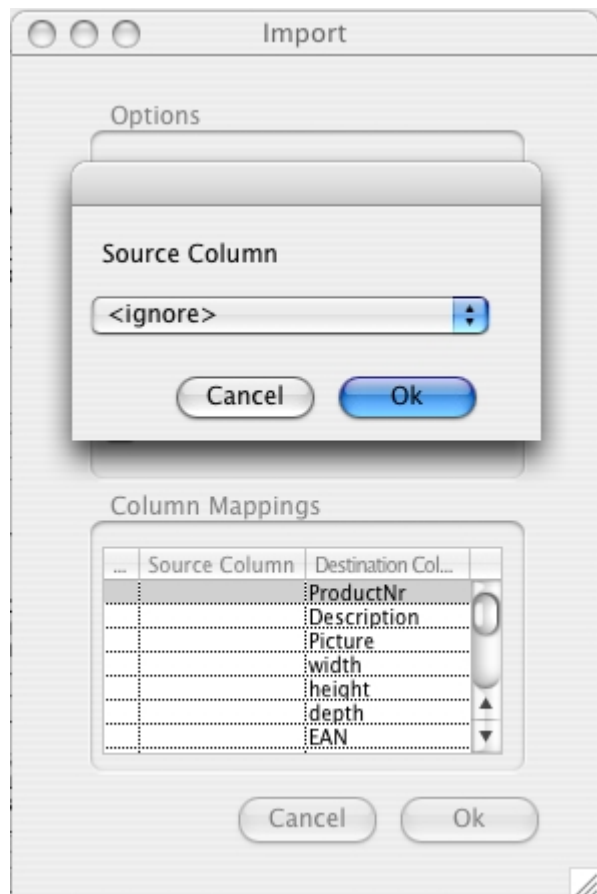 Import
Options
Source Column
<ignore>
Cancel Ok
Column Mappings
... Source Column Destination Col...
ProductNr
Description
Picture
width
height
depth
EAN
Cancel Ok